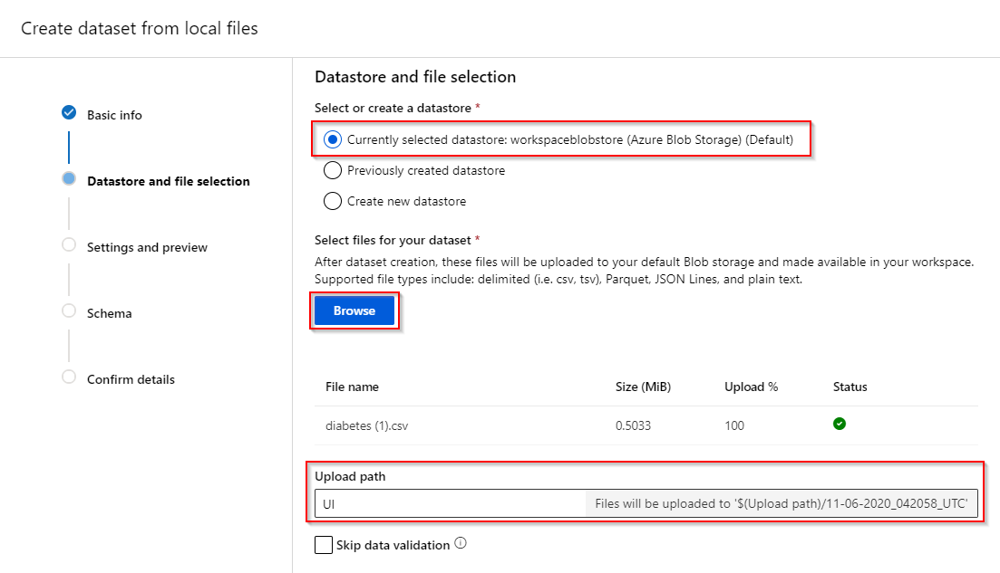 Create dataset from local files
Basic info
Datastore and file selection
Settings and preview
Schema
Confirm details
Datastore and file selection
Select or create a datastore *
Currently selected datastore: workspaceblobstore (Azure Blob Storage) (Default)
Previously created datastore
Create new datastore
Select files for your dataset *
After dataset creation, these files will be uploaded to your default Blob storage and made available in your workspace.
Supported file types include: delimited (i.e. csv, tsv), Parquet, JSON Lines, and plain text.
Browse
File name Size (MiB) Upload % Status
diabetes (1).csv 0.5033 100
Upload path
UI Files will be uploaded to '$(Upload path)/11-06-2020_042058_UTC'
Skip data validation